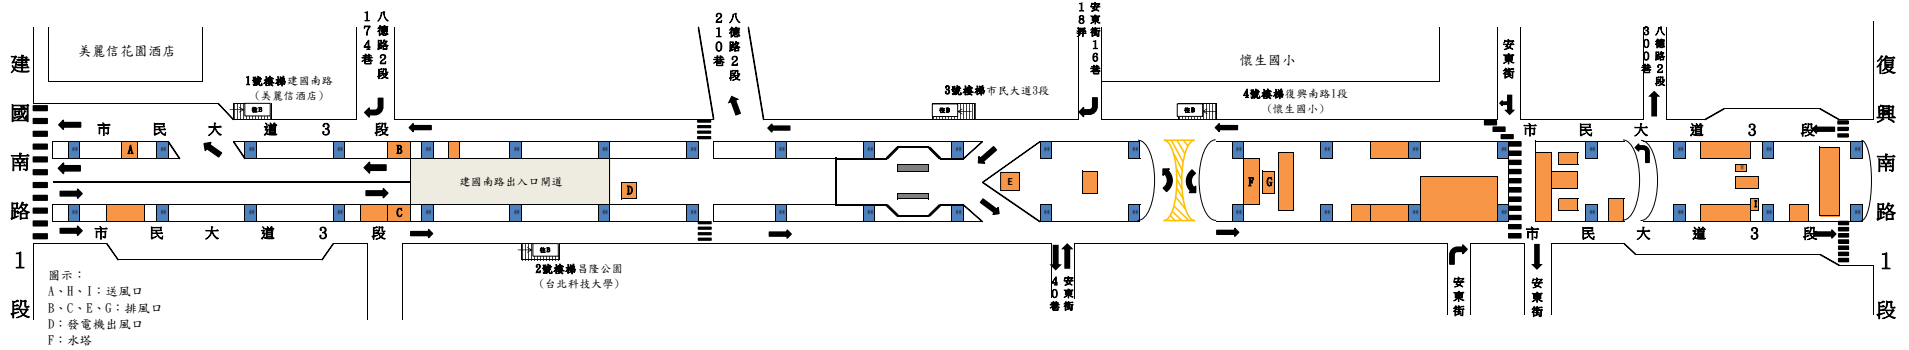 建國南路1段
美麗信花園酒店
1號樓梯建國南路
(美麗信酒店)
八德路2段
174巷
八德路2段
210巷
3號樓梯市民大道3段
安東街16巷
18弄
懷生國小
4號樓梯復興南路1段
(懷生國小)
安東街
八德路2段
300巷
復興南路1段
市民大道3段
市民大道3段
A
B
建國南路出入口閘道
D
E
F
G
C
I
市民大道3段
市民大道3段
2號樓梯昌隆公園
(台北科技大學)
安東街
40巷
安東街
安東街
圖示：
A、H、I：送風口
B、C、E、G：排風口
D：發電機出風口
F：水塔